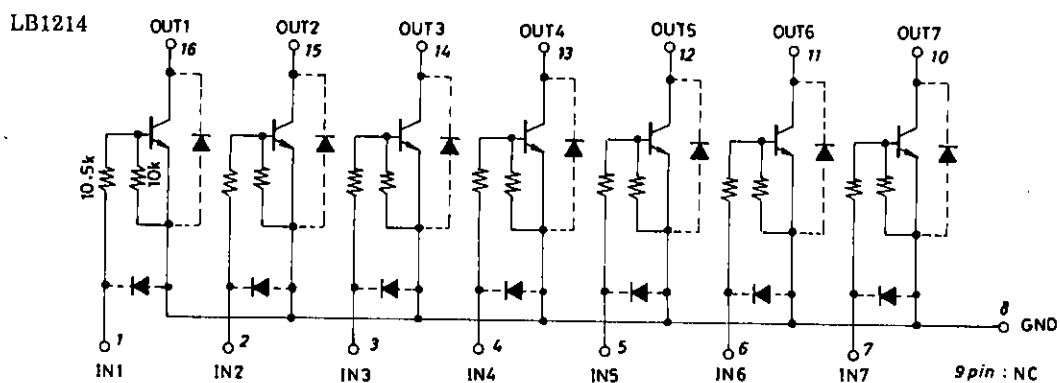 LB1214
OUT1 OUT2 OUT3 OUT4 OUT5 OUT6 OUT7
16 15 14 13 12 11 10
10.5k 10k
8 GND
1 2 3 4 5 6 7
IN1 IN2 IN3 IN4 IN5 IN6 IN7 9pin : NC